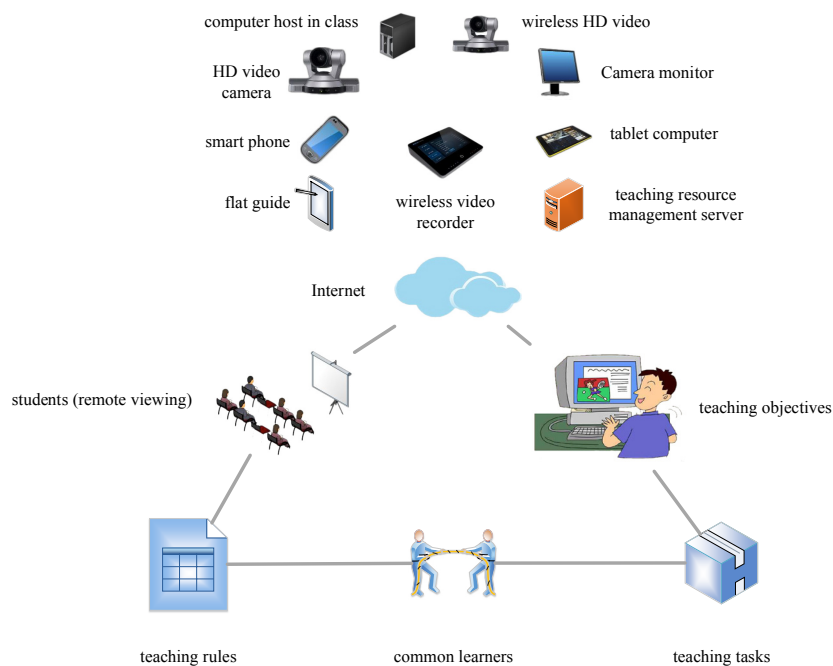 computer host in class
wireless HD video
HD video
camera
Camera monitor
smart phone
tablet computer
flat guide
wireless video
recorder
teaching resource
management server
Internet
students (remote viewing)
teaching objectives
teaching rules
common learners
teaching tasks